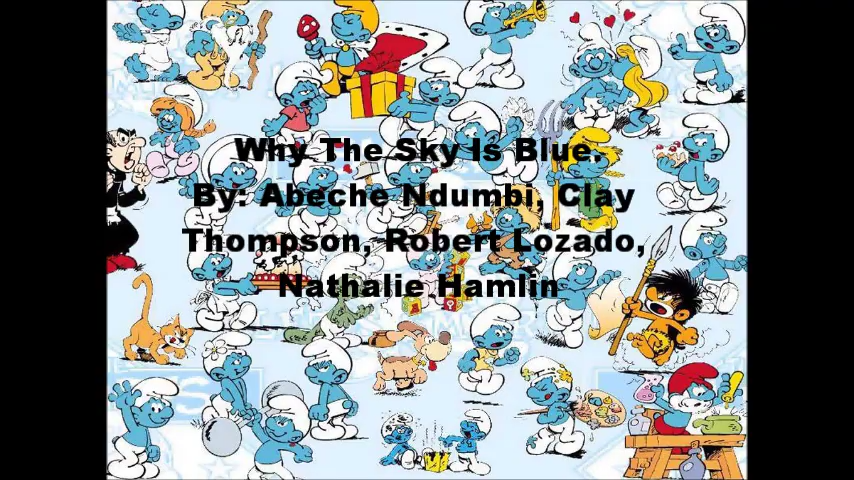 Why The Sky Is Blue.
By: Abeche Ndumbi, Clay
Thompson, Robert Lozado,
Nathalie Hamlin